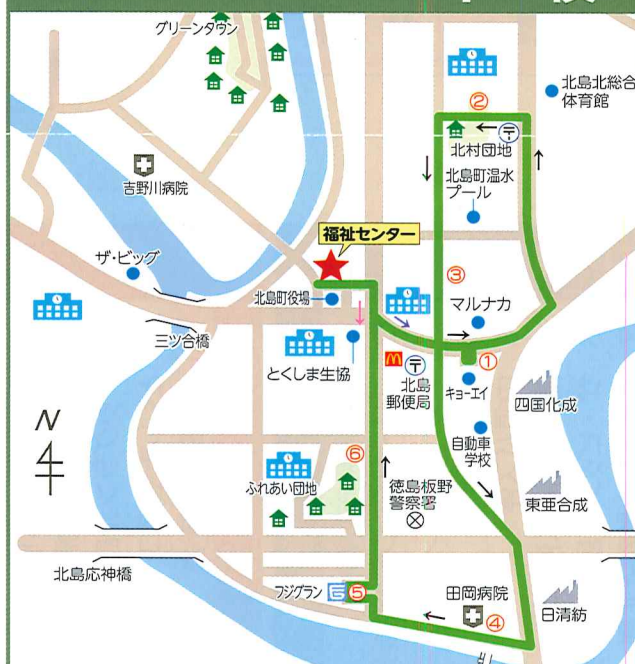 グリーンタウン
北島北総合
体育館
②
〒
北村団地
吉野川病院
北島町温水
プール
福祉センター
ザ・ビッグ
③
北島町役場
マルナカ
三ツ合橋
とくしま生協
〒
①
北島
郵便局
キョーエイ
四国化成
N
自動車
学校
⑥
ふれあい団地
徳島板野
警察署
東亜合成
北島応神橋
フジグラン
⑤
田岡病院
④
日清紡